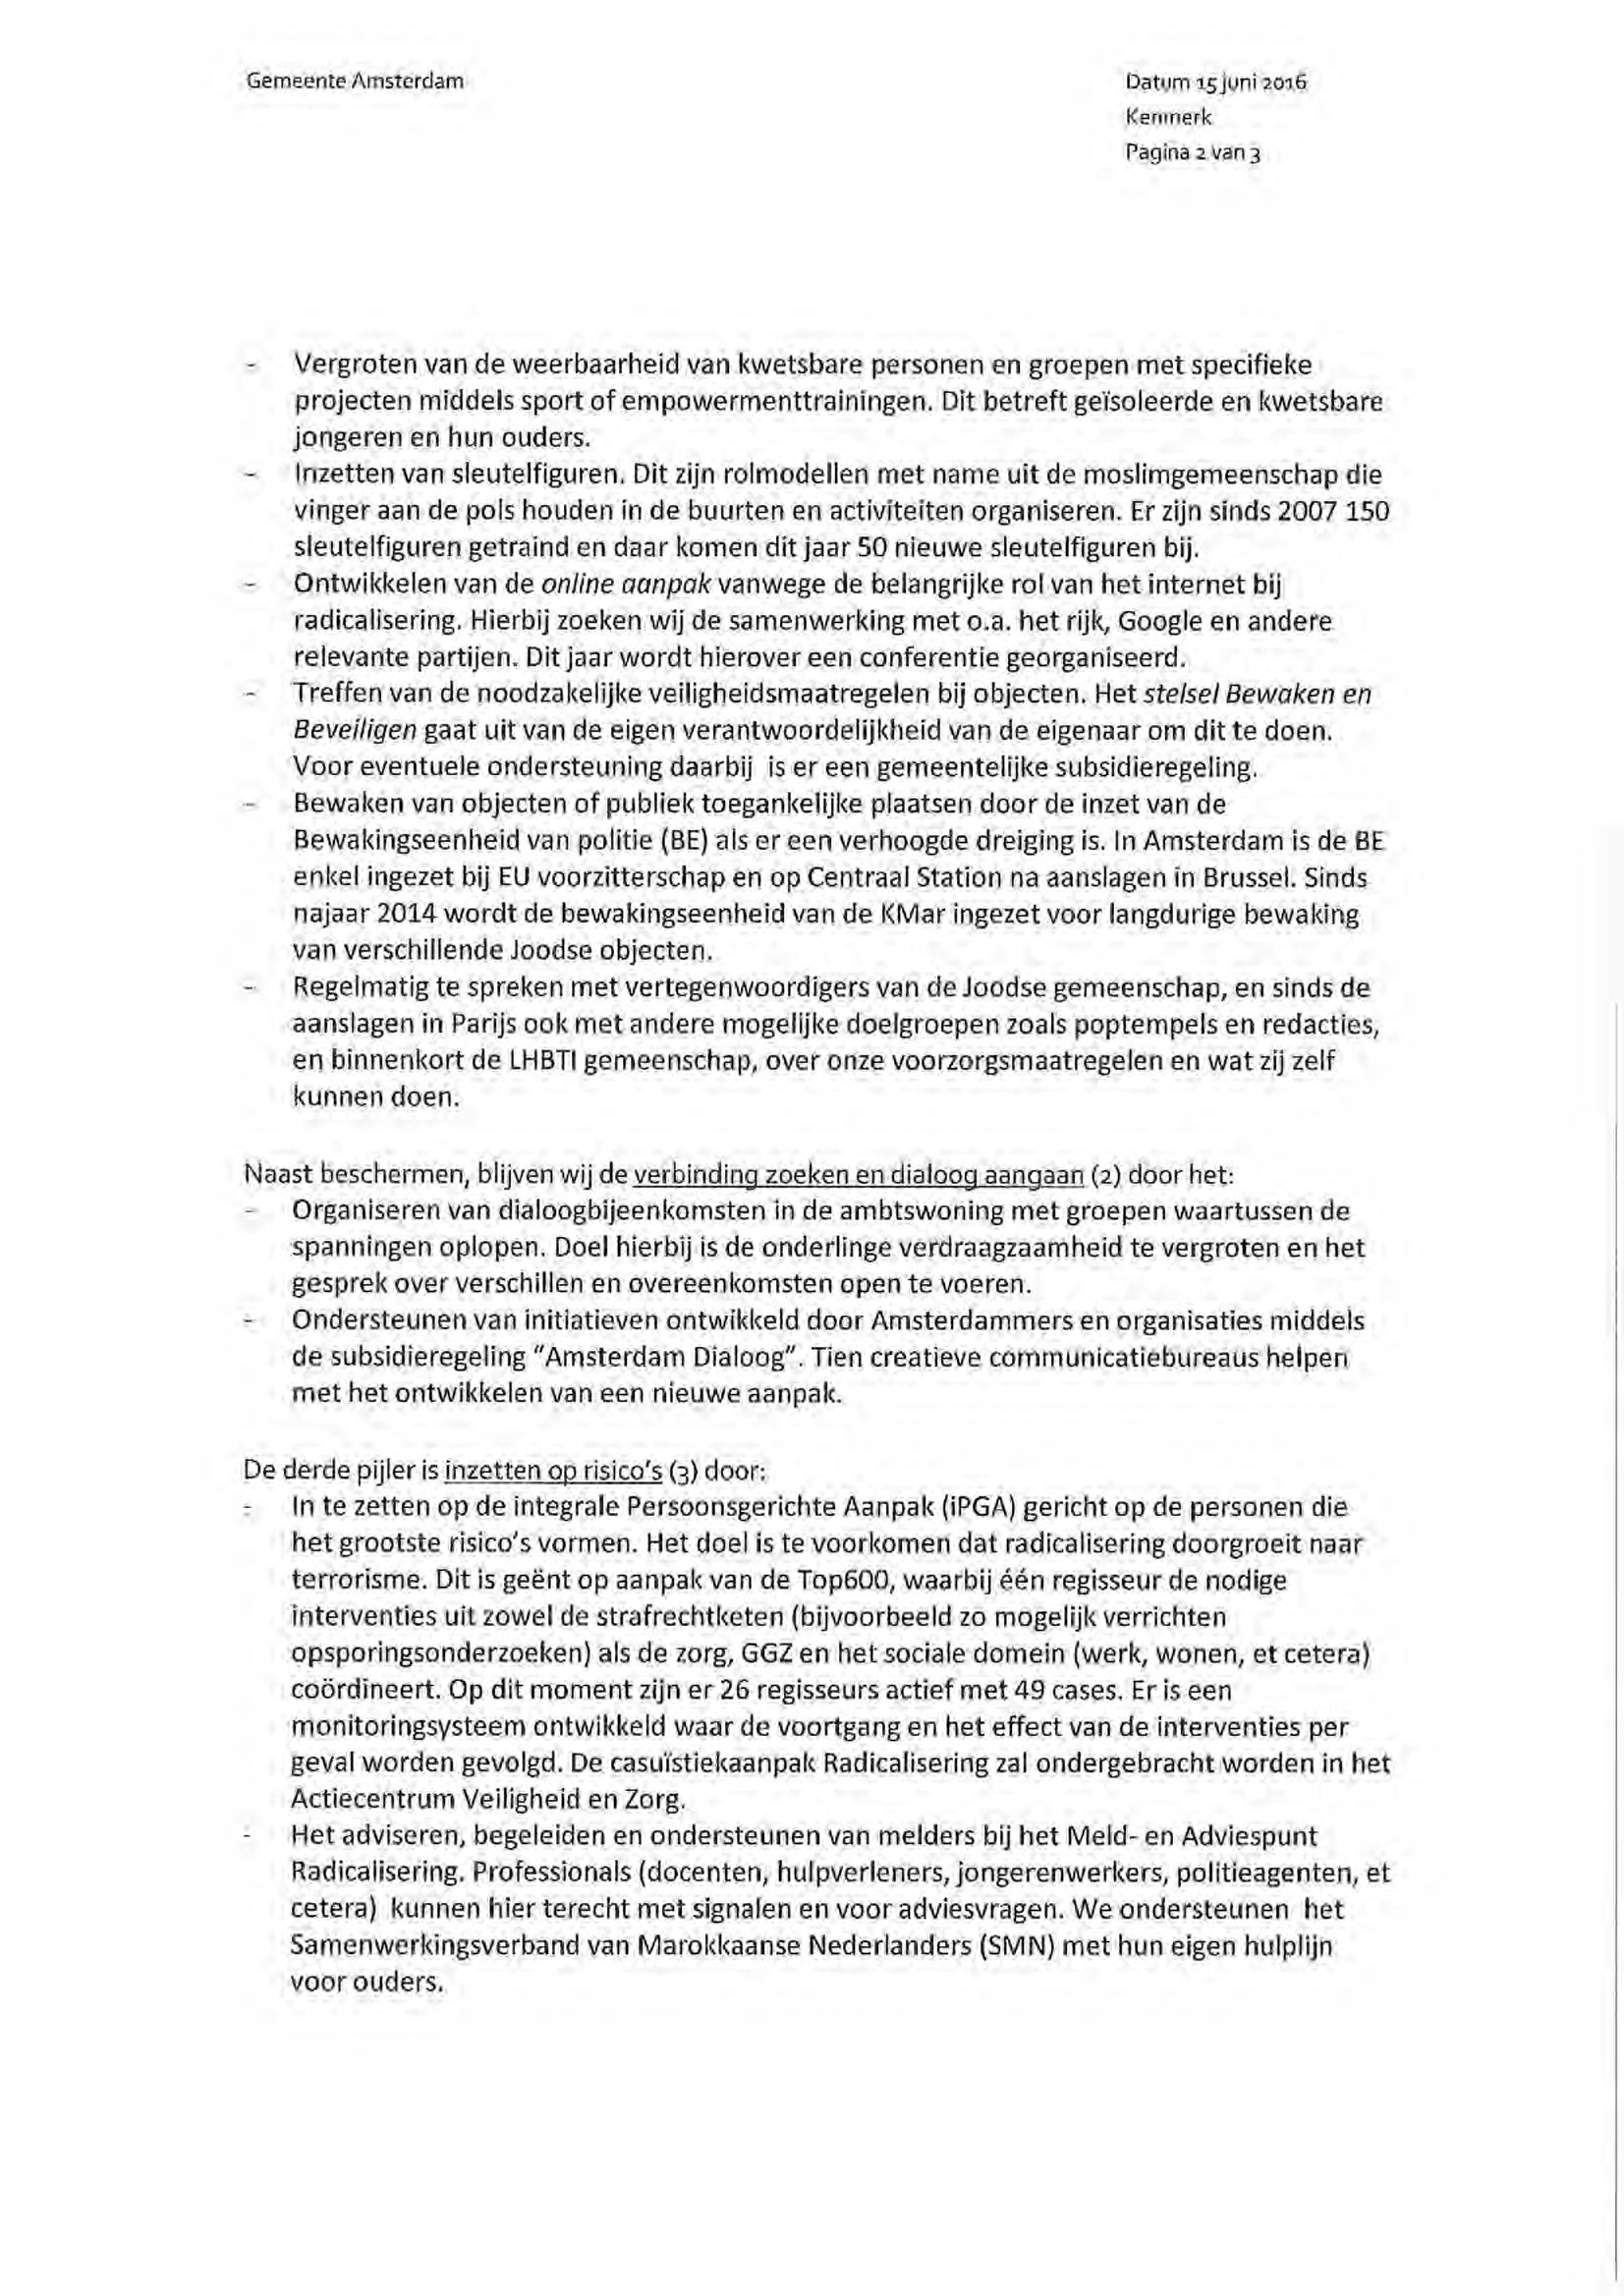 Gemeente Amsterdam
Datum 15 juni 2016
Kenmerk
Pagina 2 van 3
- Vergroten van de weerbaarheid van kwetsbare personen en groepen met specifieke
projecten middels sport of empowermenttrainingen. Dit betreft geïsoleerde en kwetsbare
jongeren en hun ouders.
- Inzetten van sleutelfiguren. Dit zijn rolmodellen met name uit de moslimgemeenschap die
vinger aan de pols houden in de buurten en activiteiten organiseren. Er zijn sinds 2007 150
sleutelfiguren getraind en daar komen dit jaar 50 nieuwe sleutelfiguren bij.
- Ontwikkelen van de online aanpak vanwege de belangrijke rol van het internet bij
radicalisering. Hierbij zoeken wij de samenwerking met o.a. het rijk, Google en andere
relevante partijen. Dit jaar wordt hierover een conferentie georganiseerd.
- Treffen van de noodzakelijke veiligheidsmaatregelen bij objecten. Het stelsel Bewaken en
Beveiligen gaat uit van de eigen verantwoordelijkheid van de eigenaar om dit te doen.
Voor eventuele ondersteuning daarbij is er een gemeentelijke subsidieregeling.
- Bewaken van objecten of publiek toegankelijke plaatsen door de inzet van de
Bewakingseenheid van politie (BE) als er een verhoogde dreiging is. In Amsterdam is de BE
enkel ingezet bij EU voorzitterschap en op Centraal Station na aanslagen in Brussel. Sinds
najaar 2014 wordt de bewakingseenheid van de KMar ingezet voor langdurige bewaking
van verschillende Joodse objecten.
- Regelmatig te spreken met vertegenwoordigers van de Joodse gemeenschap, en sinds de
aanslagen in Parijs ook met andere mogelijke doelgroepen zoals poptempels en redacties,
en binnenkort de LHBTI gemeenschap, over onze voorzorgsmaatregelen en wat zij zelf
kunnen doen.
Naast beschermen, blijven wij de verbinding zoeken en dialoog aangaan (2) door het:
- Organiseren van dialoogbijeenkomsten in de ambtswoning met groepen waartussen de
spanningen oplopen. Doel hierbij is de onderlinge verdraagzaamheid te vergroten en het
gesprek over verschillen en overeenkomsten open te voeren.
- Ondersteunen van initiatieven ontwikkeld door Amsterdammers en organisaties middels
de subsidieregeling "Amsterdam Dialoog". Tien creatieve communicatiebureaus helpen
met het ontwikkelen van een nieuwe aanpak.
De derde pijler is inzetten op risico's (3) door:
- In te zetten op de integrale Persoonsgerichte Aanpak (iPGA) gericht op de personen die
het grootste risico's vormen. Het doel is te voorkomen dat radicalisering doorgroeit naar
terrorisme. Dit is geënt op aanpak van de Top600, waarbij één regisseur de nodige
interventies uit zowel de strafrechtketen (bijvoorbeeld zo mogelijk verrichten
opsporingsonderzoeken) als de zorg, GGZ en het sociale domein (werk, wonen, et cetera)
coördineert. Op dit moment zijn er 26 regisseurs actief met 49 cases. Er is een
monitoringsysteem ontwikkeld waar de voortgang en het effect van de interventies per
geval worden gevolgd. De casuïstiekaanpak Radicalisering zal ondergebracht worden in het
Actiecentrum Veiligheid en Zorg.
- Het adviseren, begeleiden en ondersteunen van melders bij het Meld- en Adviespunt
Radicalisering. Professionals (docenten, hulpverleners, jongerenwerkers, politieagenten, et
cetera) kunnen hier terecht met signalen en voor adviesvragen. We ondersteunen het
Samenwerkingsverband van Marokkaanse Nederlanders (SMN) met hun eigen hulplijn
voor ouders.